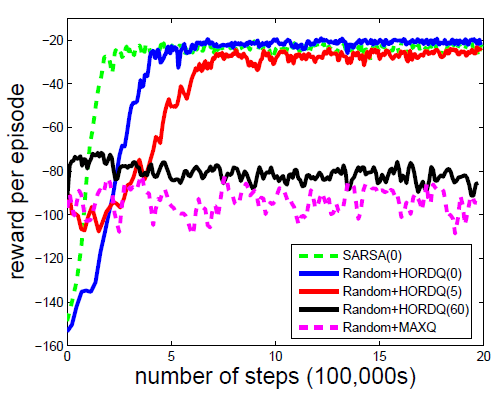 −20
−40
−60
−80
−100
−120
−140
−160
0
5
10
15
20
reward per episode
number of steps (100,000s)
SARSA(0)
Random+HORDQ(0)
Random+HORDQ(5)
Random+HORDQ(60)
Random+MAXQ